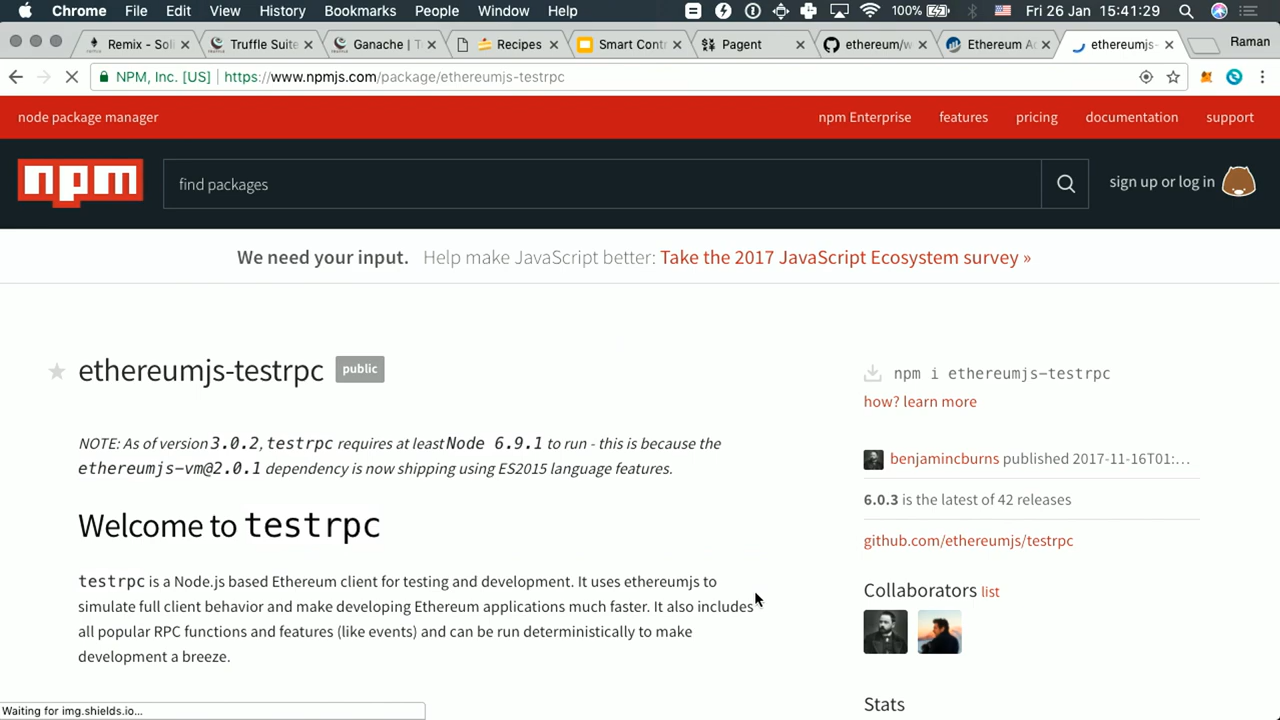 Chrome File Edit View History Bookmarks People Window Help 100% Fri 26 Jan 15:41:29
Remix - Soli Truffle Suite Ganache | T Recipes Smart Contr Pagent ethereum/w Ethereum A ethereumjs- Raman
NPM, Inc. [US] https://www.npmjs.com/package/ethereumjs-testrpc
node package manager npm Enterprise features pricing documentation support
npm find packages sign up or log in
We need your input. Help make JavaScript better: Take the 2017 JavaScript Ecosystem survey »
ethereumjs-testrpc public
NOTE: As of version 3.0.2, testrpc requires at least Node 6.9.1 to run - this is because the
ethereumjs-vm@2.0.1 dependency is now shipping using ES2015 language features.
Welcome to testrpc
testrpc is a Node.js based Ethereum client for testing and development. It uses ethereumjs to
simulate full client behavior and make developing Ethereum applications much faster. It also includes
all popular RPC functions and features (like events) and can be run deterministically to make
development a breeze.
npm i ethereumjs-testrpc
how? learn more
benjamincburns published 2017-11-16T01:...
6.0.3 is the latest of 42 releases
github.com/ethereumjs/testrpc
Collaborators list
Stats
Waiting for img.shields.io...